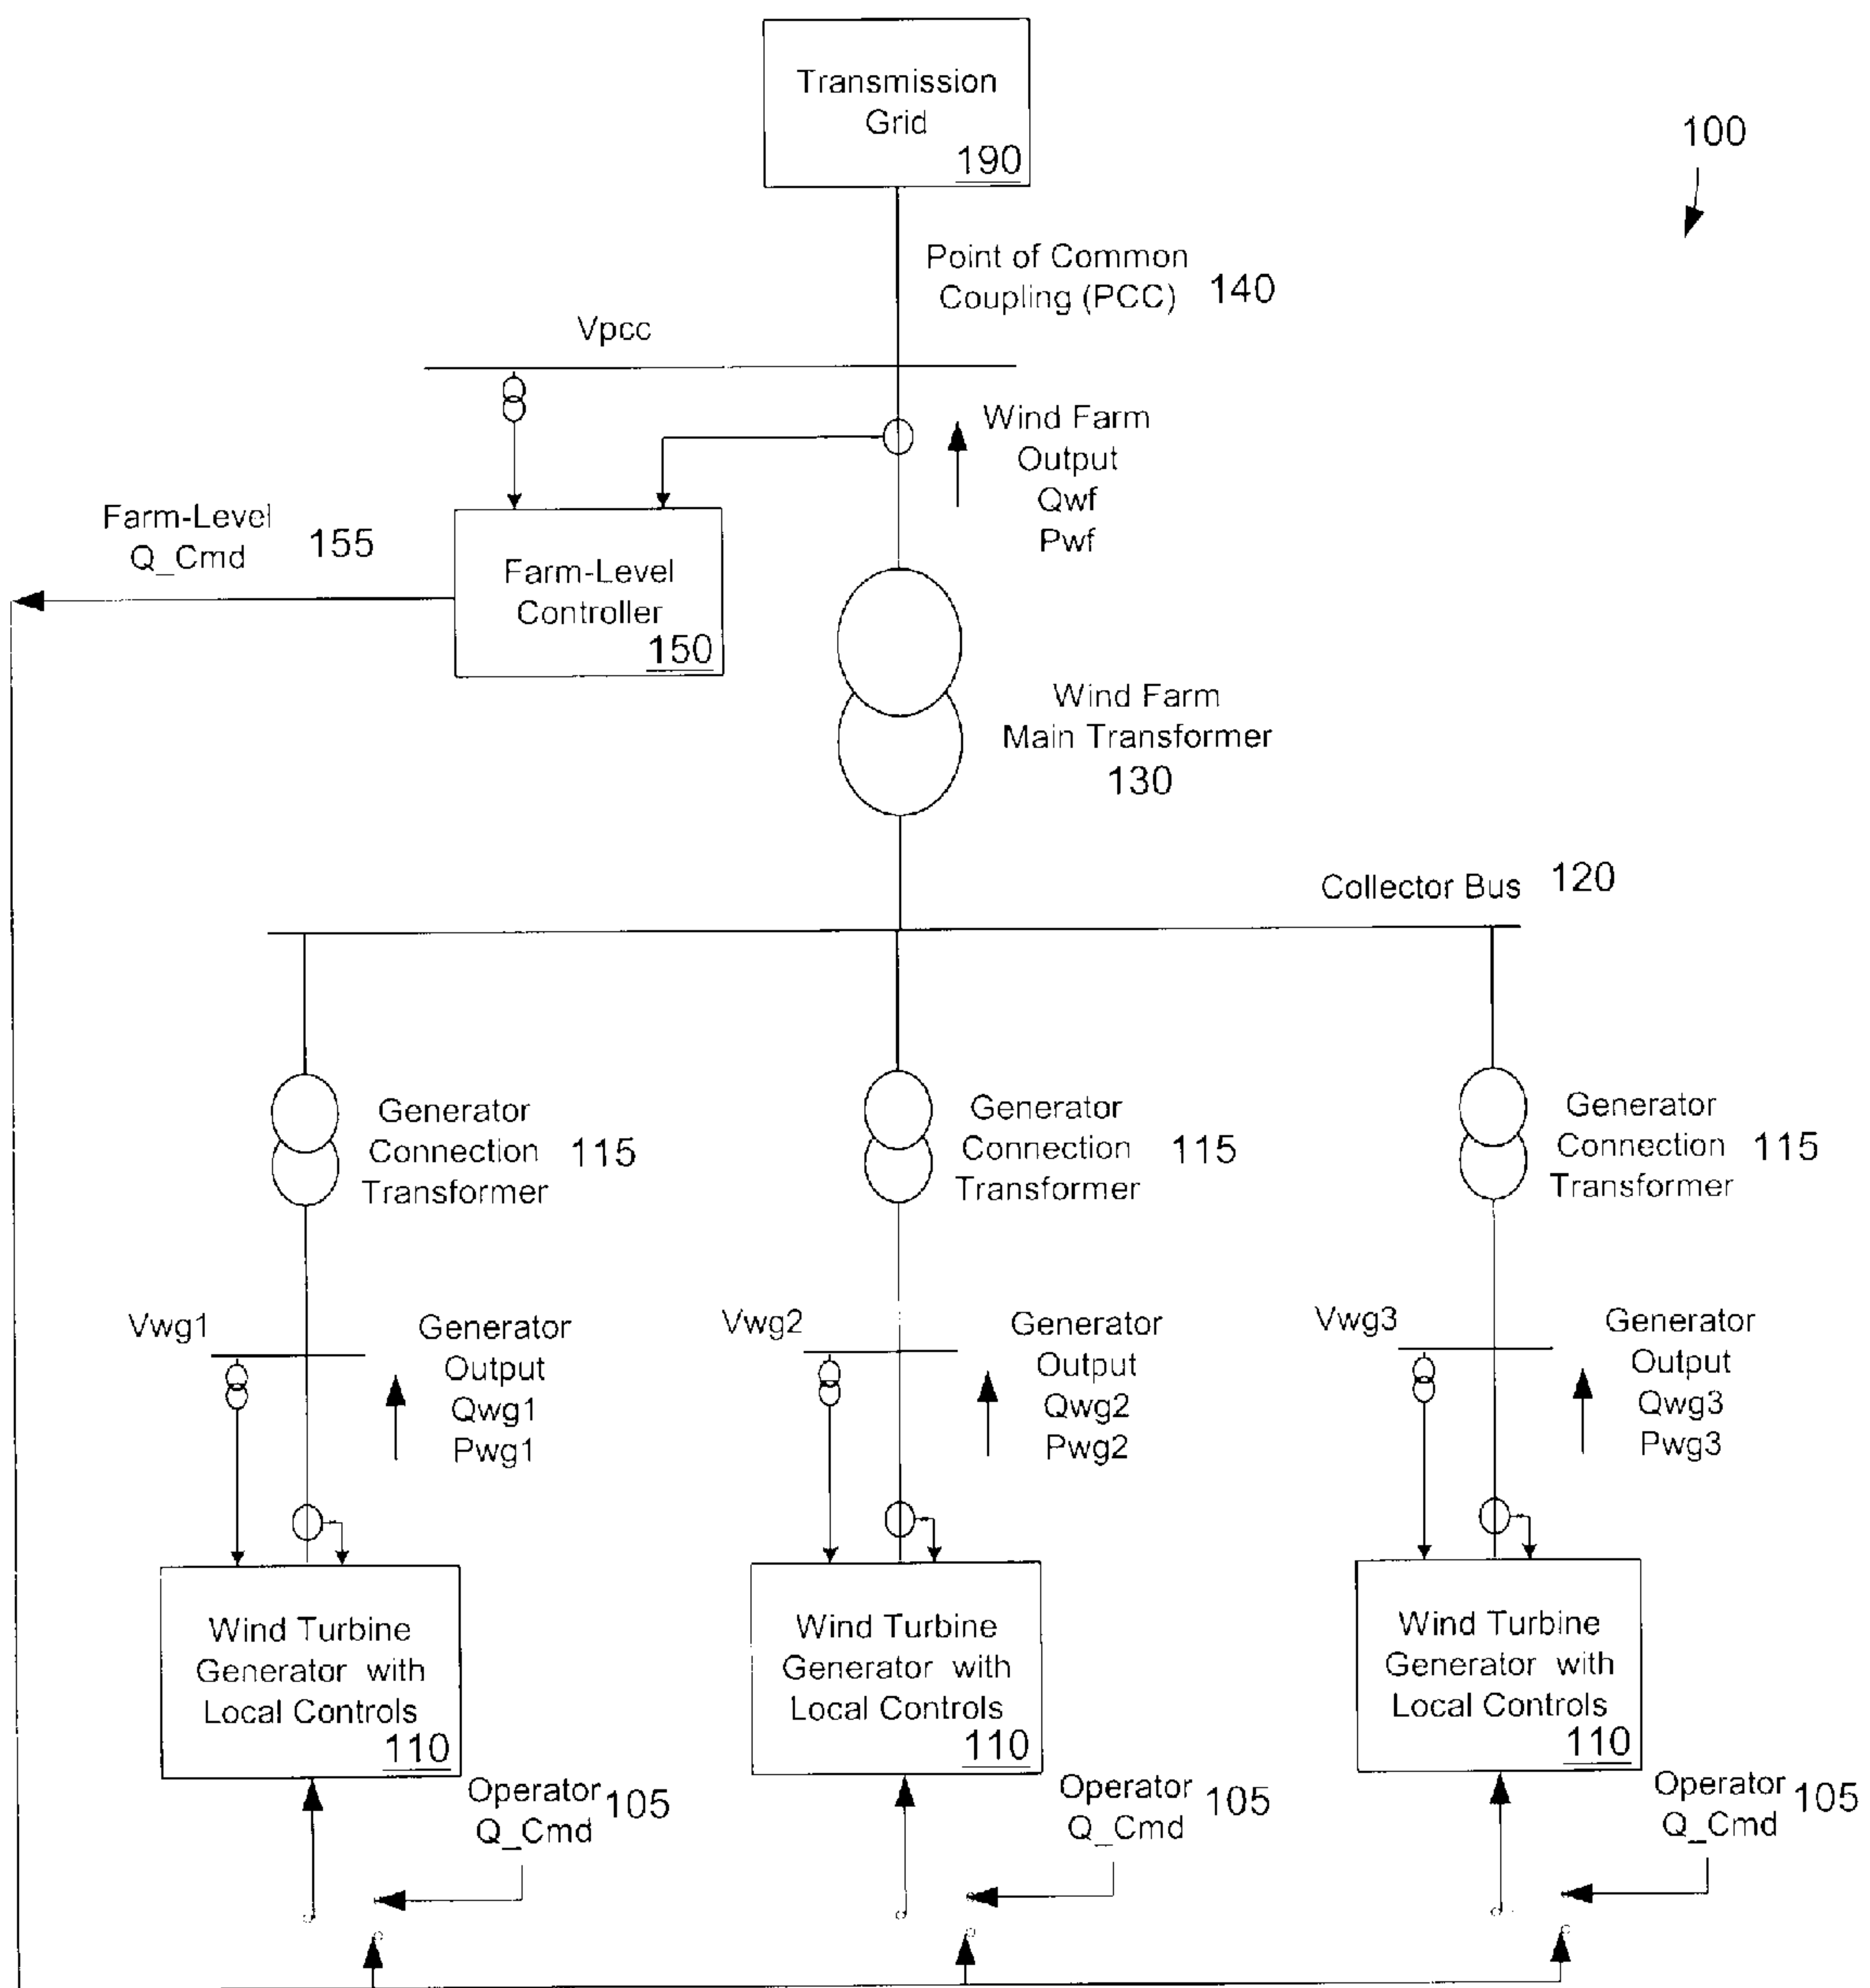 Transmission
Grid
190
100
Point of Common
Coupling (PCC) 140
Vpcc
Wind Farm
Output
Qwf
Pwf
Farm-Level
Q_Cmd 155
Farm-Level
Controller
150
Wind Farm
Main Transformer
130
Collector Bus 120
Generator
Connection 115
Transformer
Generator
Connection 115
Transformer
Generator
Connection 115
Transformer
Vwg1
Generator
Output
Qwg1
Pwg1
Vwg2
Generator
Output
Qwg2
Pwg2
Vwg3
Generator
Output
Qwg3
Pwg3
Wind Turbine
Generator with
Local Controls
110
Wind Turbine
Generator with
Local Controls
110
Wind Turbine
Generator with
Local Controls
110
Operator 105
Q_Cmd
Operator 105
Q_Cmd
Operator 105
Q_Cmd